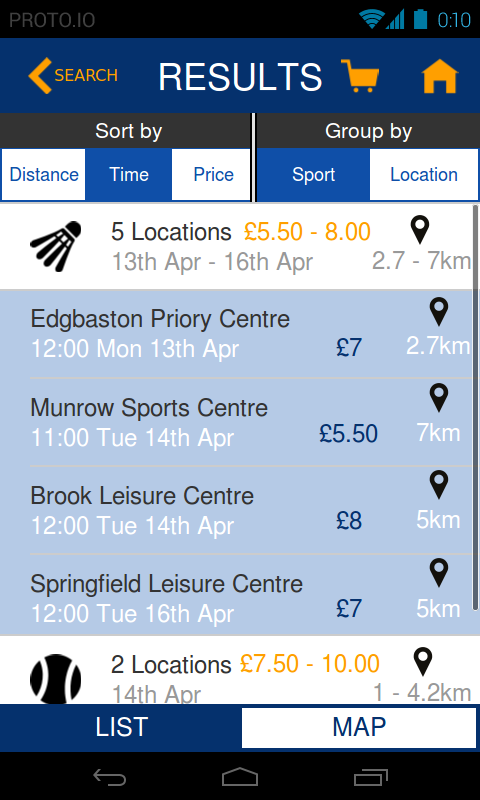 PROTO.IO 0:10
SEARCH RESULTS
Sort by Group by
Distance Time Price Sport Location
5 Locations £5.50 - 8.00
13th Apr - 16th Apr 2.7 - 7km
Edgbaston Priory Centre
12:00 Mon 13th Apr £7 2.7km
Munrow Sports Centre
11:00 Tue 14th Apr £5.50 7km
Brook Leisure Centre
12:00 Tue 14th Apr £8 5km
Springfield Leisure Centre
12:00 Tue 16th Apr £7 5km
2 Locations £7.50 - 10.00
14th Apr 1 - 4.2km
LIST MAP